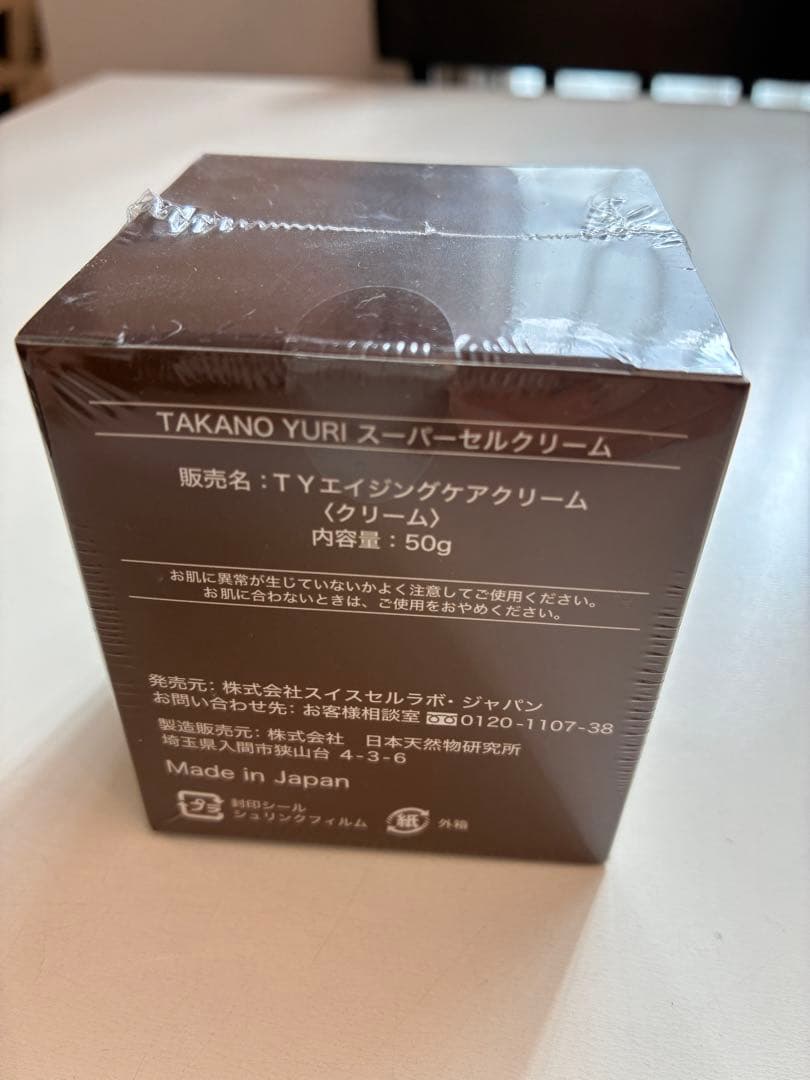 TAKANO YURI スーパーセルクリーム
販売名：TYエイジングケアクリーム
〈クリーム〉
内容量：50g
お肌に異常が生じていないかよく注意してご使用ください。
お肌に合わないときは、ご使用をおやめください。
発売元：株式会社スイスセルラボ・ジャパン
お問い合わせ先：お客様相談室 0120-1107-38
製造販売元：株式会社 日本天然物研究所
埼玉県入間市狭山台 4-3-6
Made in Japan
プラ 封印シール
シュリンクフィルム 紙 外箱